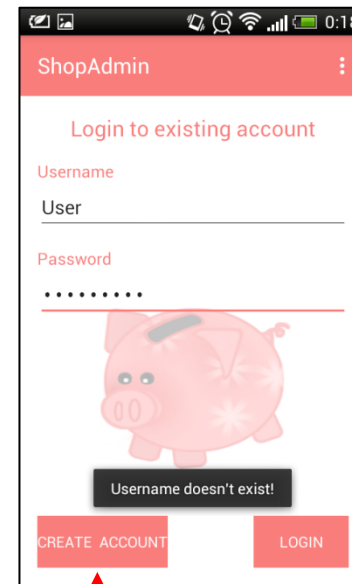 0:18
ShopAdmin
Login to existing account
Username
User
Password
Username doesn't exist!
CREATE ACCOUNT
LOGIN